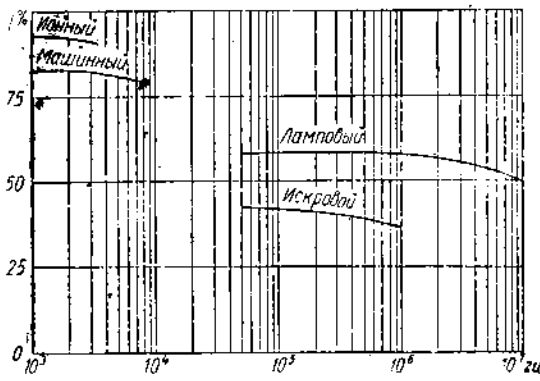 %
Ионный
Машинный
75
Ламповый
50
Искровой
25
0
10³ 10⁴ 10⁵ 10⁶ 10⁷ гц